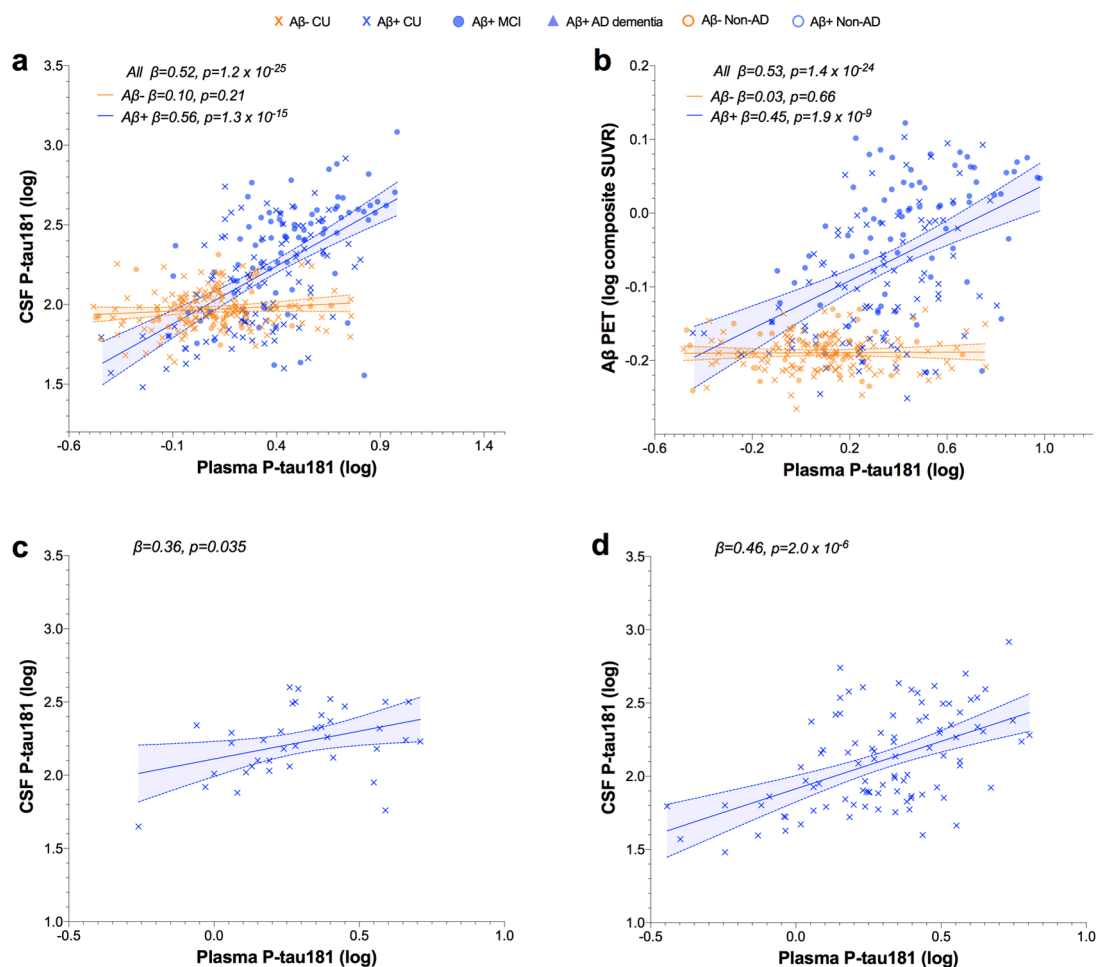 Aβ- CU Aβ+ CU Aβ+ MCI Aβ+ AD dementia Aβ- Non-AD Aβ+ Non-AD
a
All β=0.52, p=1.2 x 10-25
Aβ- β=0.10, p=0.21
Aβ+ β=0.56, p=1.3 x 10-15
CSF P-tau181 (log)
3.5
3.0
2.5
2.0
1.5
-0.6 -0.1 0.4 0.9 1.4
Plasma P-tau181 (log)
b
All β=0.53, p=1.4 x 10-24
Aβ- β=0.03, p=0.66
Aβ+ β=0.45, p=1.9 x 10-9
Aβ PET (log composite SUVR)
0.2
0.1
0.0
-0.1
-0.2
-0.6 -0.2 0.2 0.6 1.0
Plasma P-tau181 (log)
c
β=0.36, p=0.035
CSF P-tau181 (log)
3.5
3.0
2.5
2.0
1.5
1.0
-0.5 0.0 0.5 1.0
Plasma P-tau181 (log)
d
β=0.46, p=2.0 x 10-6
CSF P-tau181 (log)
3.5
3.0
2.5
2.0
1.5
1.0
-0.5 0.0 0.5 1.0
Plasma P-tau181 (log)